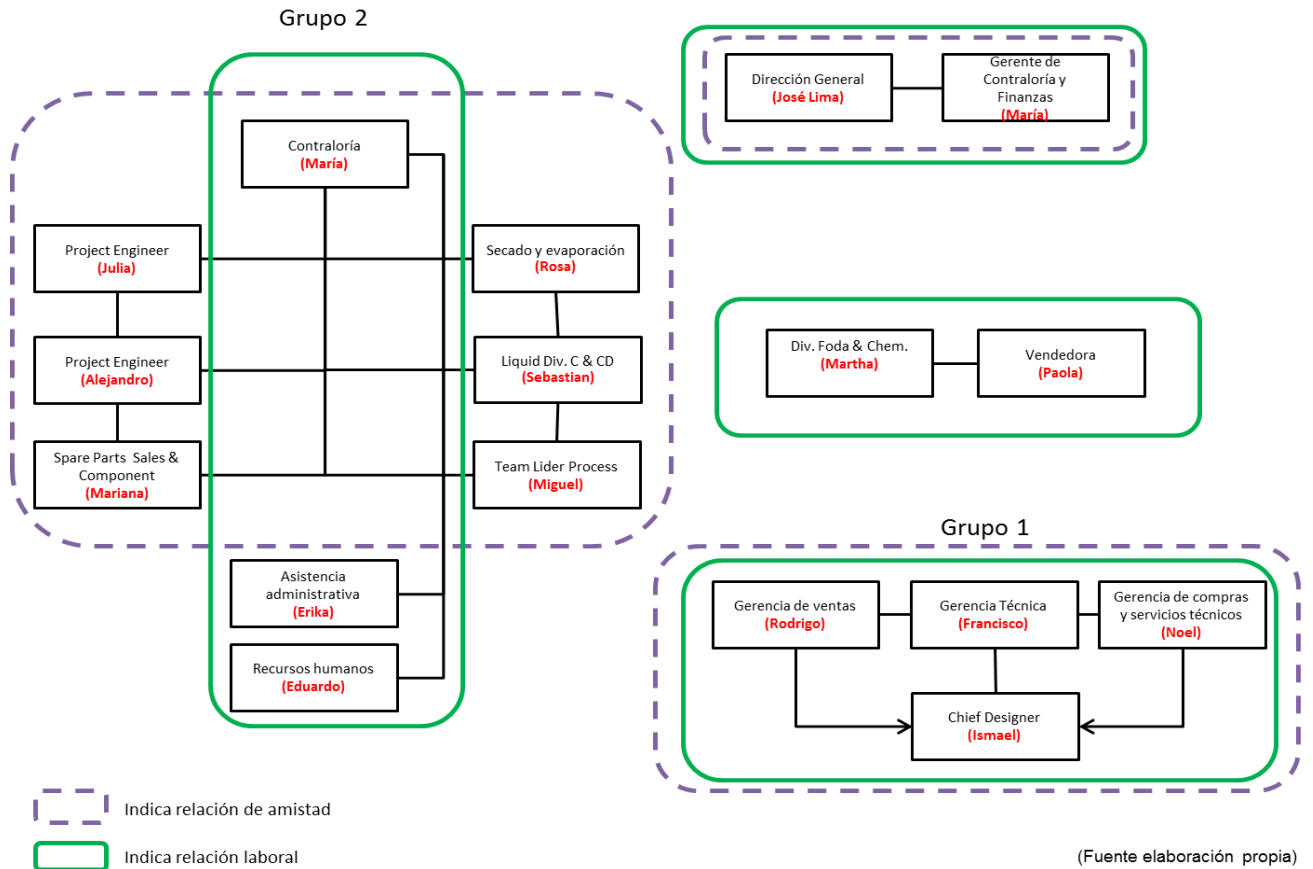 Grupo 2
Contraloría
(María)
Project Engineer
(Julia)
Secado y evaporación
(Rosa)
Project Engineer
(Alejandro)
Liquid Div. C & CD
(Sebastian)
Spare Parts Sales &
Component
(Mariana)
Team Lider Process
(Miguel)
Asistencia
administrativa
(Erika)
Recursos humanos
(Eduardo)
Dirección General
(José Lima)
Gerente de
Contraloría y
Finanzas
(María)
Div. Foda & Chem.
(Martha)
Vendedora
(Paola)
Grupo 1
Gerencia de ventas
(Rodrigo)
Gerencia Técnica
(Francisco)
Gerencia de compras
y servicios técnicos
(Noel)
Chief Designer
(Ismael)
Indica relación de amistad
Indica relación laboral
(Fuente elaboración propia)